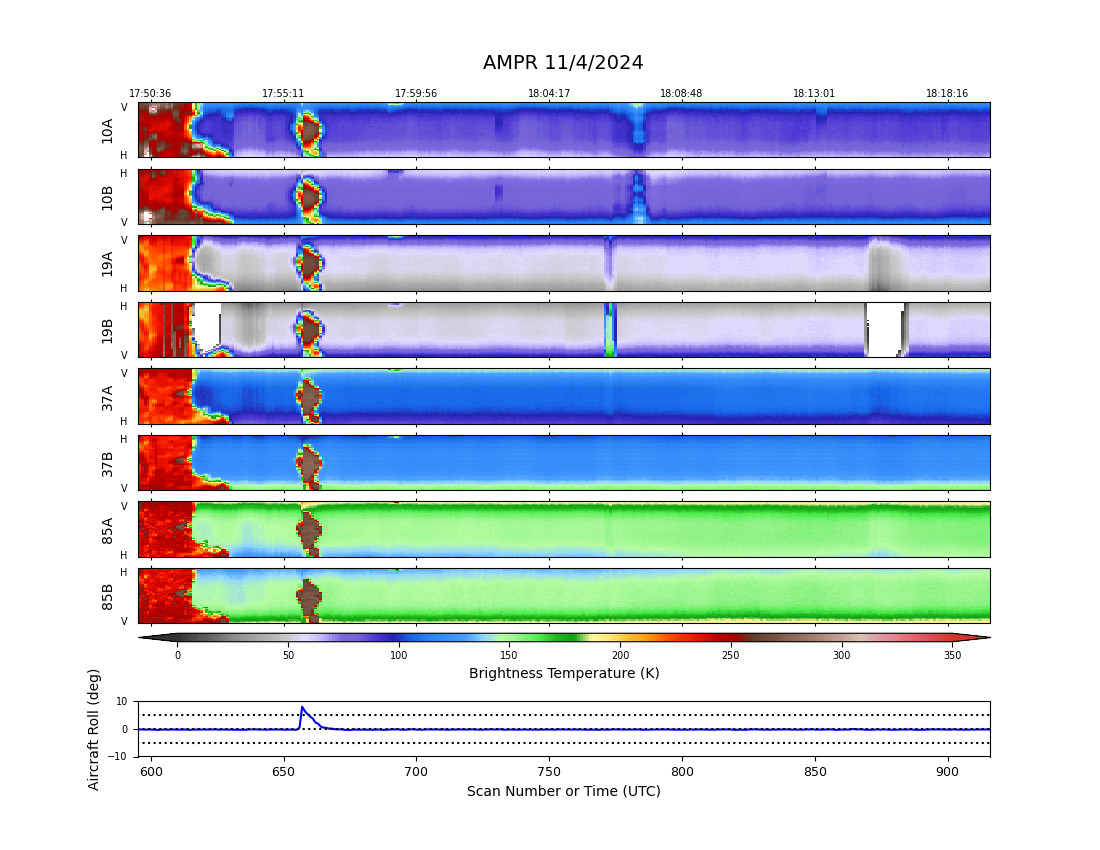 AMPR 11/4/2024
17:50:36 17:55:11 17:59:56 18:04:17 18:08:48 18:13:01 18:18:16
V
10A
H
H
10B
V
V
19A
H
H
19B
V
V
37A
H
H
37B
V
V
85A
H
H
85B
V
0 50 100 150 200 250 300 350
Brightness Temperature (K)
Aircraft Roll (deg)
10
0
−10
600 650 700 750 800 850 900
Scan Number or Time (UTC)